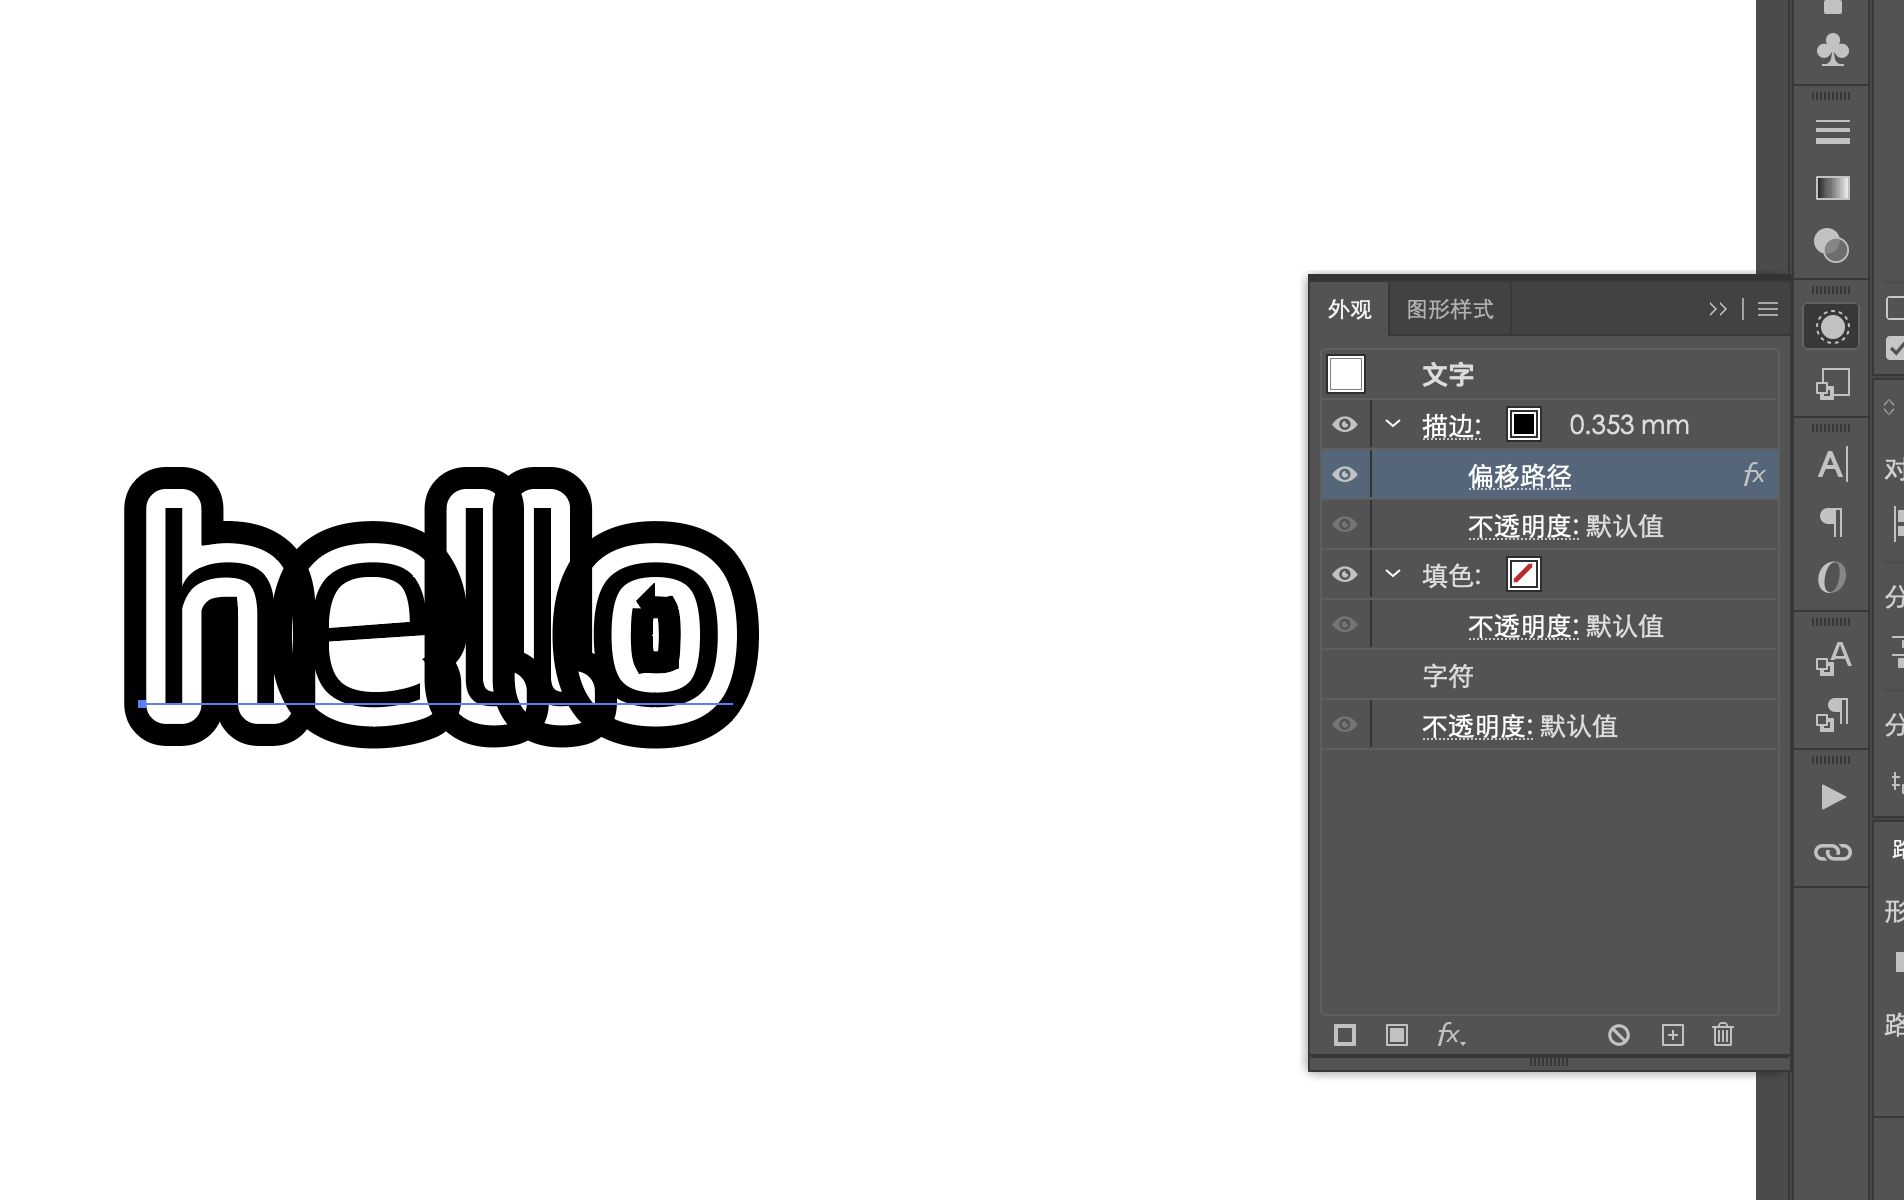 hello
外观 图形样式
文字
描边: 0.353 mm
偏移路径 fx
不透明度: 默认值
填色:
不透明度: 默认值
字符
不透明度: 默认值
fx
A
A
对
分
分
形
路